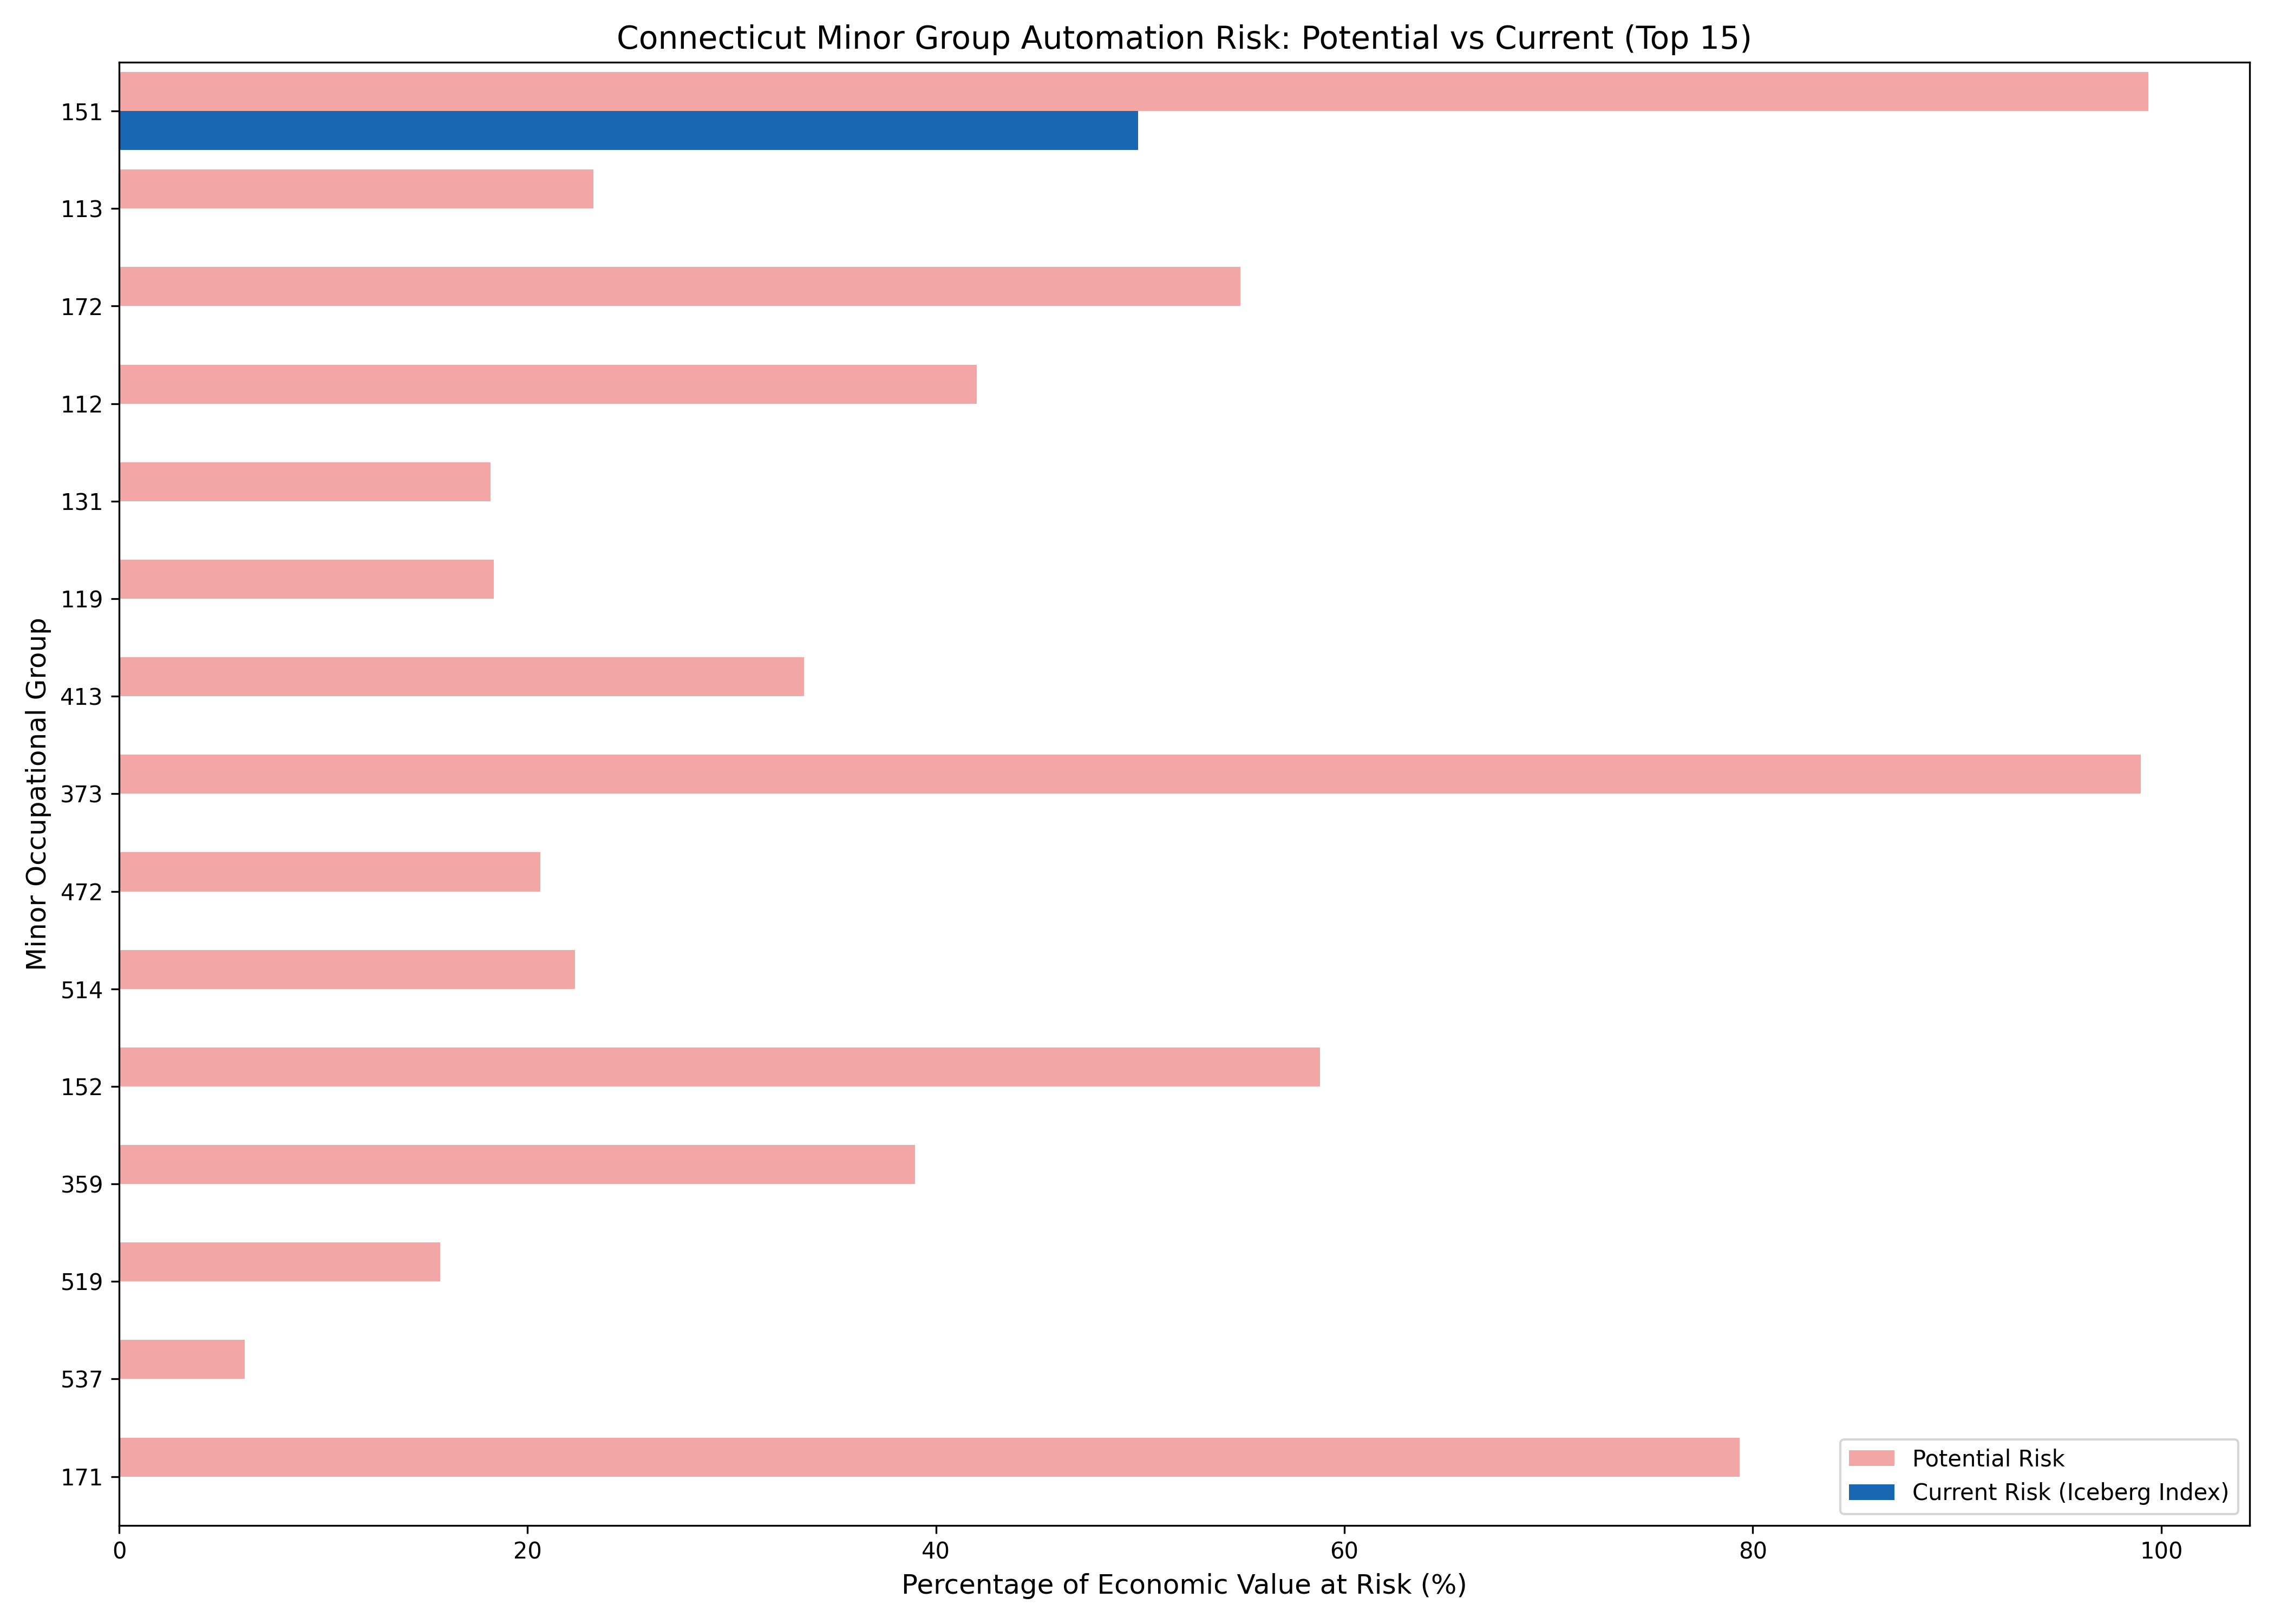 Connecticut Minor Group Automation Risk: Potential vs Current (Top 15)
Minor Occupational Group
151
113
172
112
131
119
413
373
472
514
152
359
519
537
171
Potential Risk
Current Risk (Iceberg Index)
0 20 40 60 80 100
Percentage of Economic Value at Risk (%)